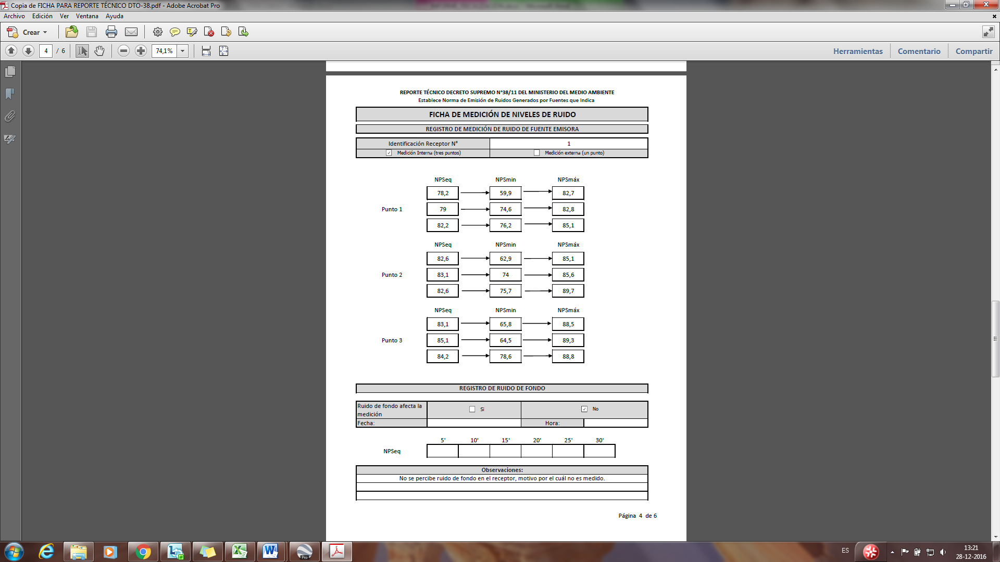 Copia de FICHA PARA REPORTE TÉCNICO DTO-38.pdf - Adobe Acrobat Pro
Archivo Edición Ver Ventana Ayuda
Crear
4 / 6 74,1% Herramientas Comentario Compartir
REPORTE TÉCNICO DECRETO SUPREMO N°38/11 DEL MINISTERIO DEL MEDIO AMBIENTE
Establece Norma de Emisión de Ruidos Generados por Fuentes que Indica
FICHA DE MEDICIÓN DE NIVELES DE RUIDO
REGISTRO DE MEDICIÓN DE RUIDO DE FUENTE EMISORA
Identificación Receptor N° 1
Medición Interna (tres puntos) Medición externa (un punto)
NPSeq NPSmin NPSmáx
78,2 59,9 82,7
Punto 1 79 74,6 82,8
82,2 76,2 85,1
NPSeq NPSmin NPSmáx
82,6 62,9 85,1
Punto 2 83,1 74 85,6
82,6 75,7 89,7
NPSeq NPSmin NPSmáx
83,1 65,8 88,5
Punto 3 85,1 64,5 89,3
84,2 78,6 88,8
REGISTRO DE RUIDO DE FONDO
Ruido de fondo afecta la medición Si No
Fecha: Hora:
5' 10' 15' 20' 25' 30'
NPSeq
Observaciones:
No se percibe ruido de fondo en el receptor, motivo por el cuál no es medido.
Página 4 de 6
Pro
ES
13:21
28-12-2016